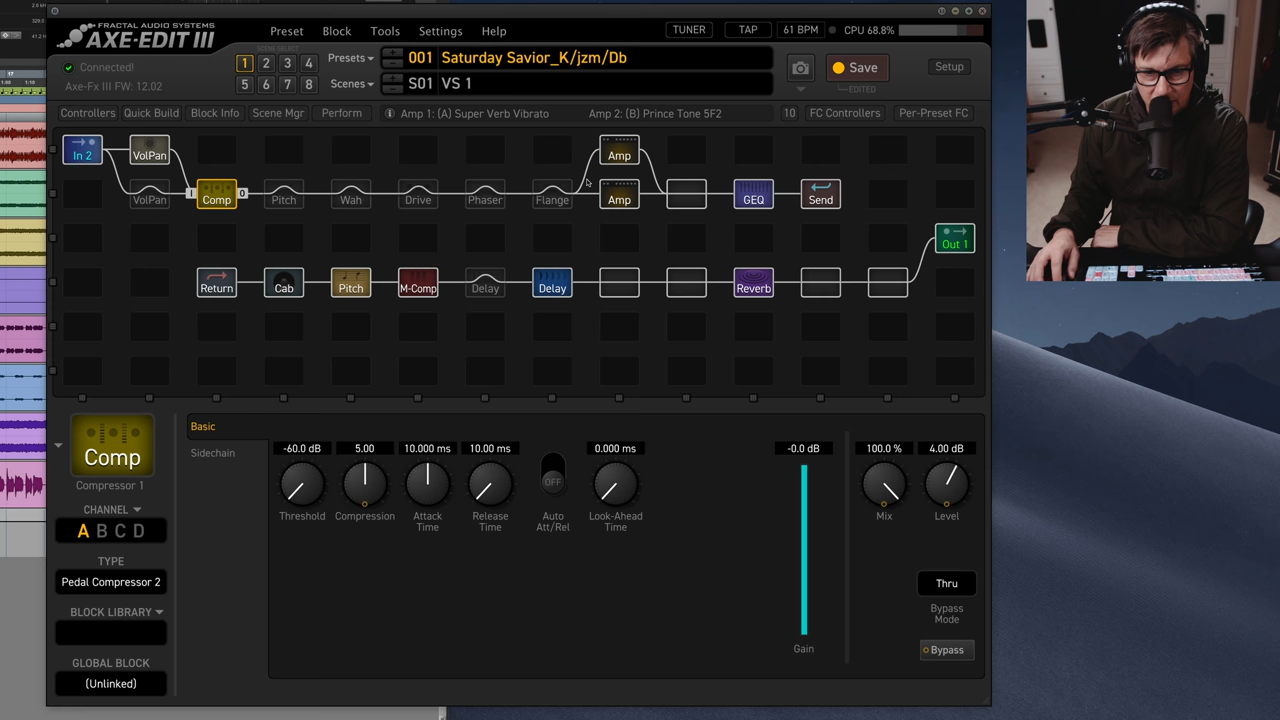 FRACTAL AUDIO SYSTEMS
AXE-EDIT III
Preset
Block
Tools
Settings
Help
TUNER
TAP
61 BPM
CPU 68.8%
Connected!
Axe-Fx III FW: 12.02
SCENE SELECT
1 2 3 4
5 6 7 8
Presets
001 Saturday Savior_K/jzm/Db
Scenes
S01 VS 1
Save
EDITED
Setup
Controllers
Quick Build
Block Info
Scene Mgr
Perform
Amp 1: (A) Super Verb Vibrato
Amp 2: (B) Prince Tone 5F2
10
FC Controllers
Per-Preset FC
In 2
VolPan
Amp
VolPan
I
Comp
O
Pitch
Wah
Drive
Phaser
Flange
Amp
GEQ
Send
Out 1
Return
Cab
Pitch
M-Comp
Delay
Delay
Reverb
Comp
Compressor 1
CHANNEL
A B C D
TYPE
Pedal Compressor 2
BLOCK LIBRARY
GLOBAL BLOCK
(Unlinked)
Basic
Sidechain
-60.0 dB
5.00
10.000 ms
10.00 ms
0.000 ms
-0.0 dB
100.0 %
4.00 dB
OFF
Threshold
Compression
Attack Time
Release Time
Auto Att/Rel
Look-Ahead Time
Mix
Level
Thru
Bypass Mode
Gain
Bypass